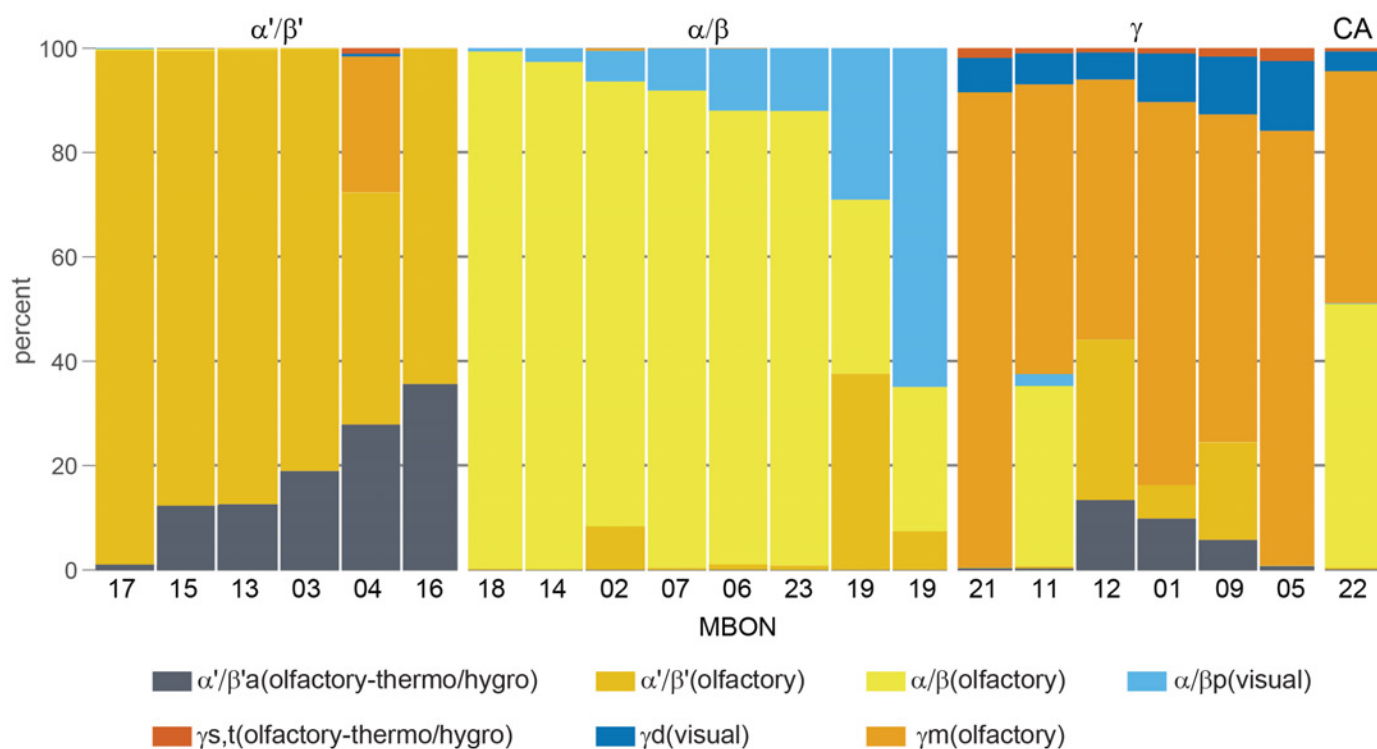 α'/β' α/β γ CA
100
80
60
40
20
0
percent
17 15 13 03 04 16 18 14 02 07 06 23 19 19 21 11 12 01 09 05 22
MBON
α'/β'a(olfactory-thermo/hygro) α'/β'(olfactory) α/β(olfactory) α/βp(visual)
γs,t(olfactory-thermo/hygro) γd(visual) γm(olfactory)